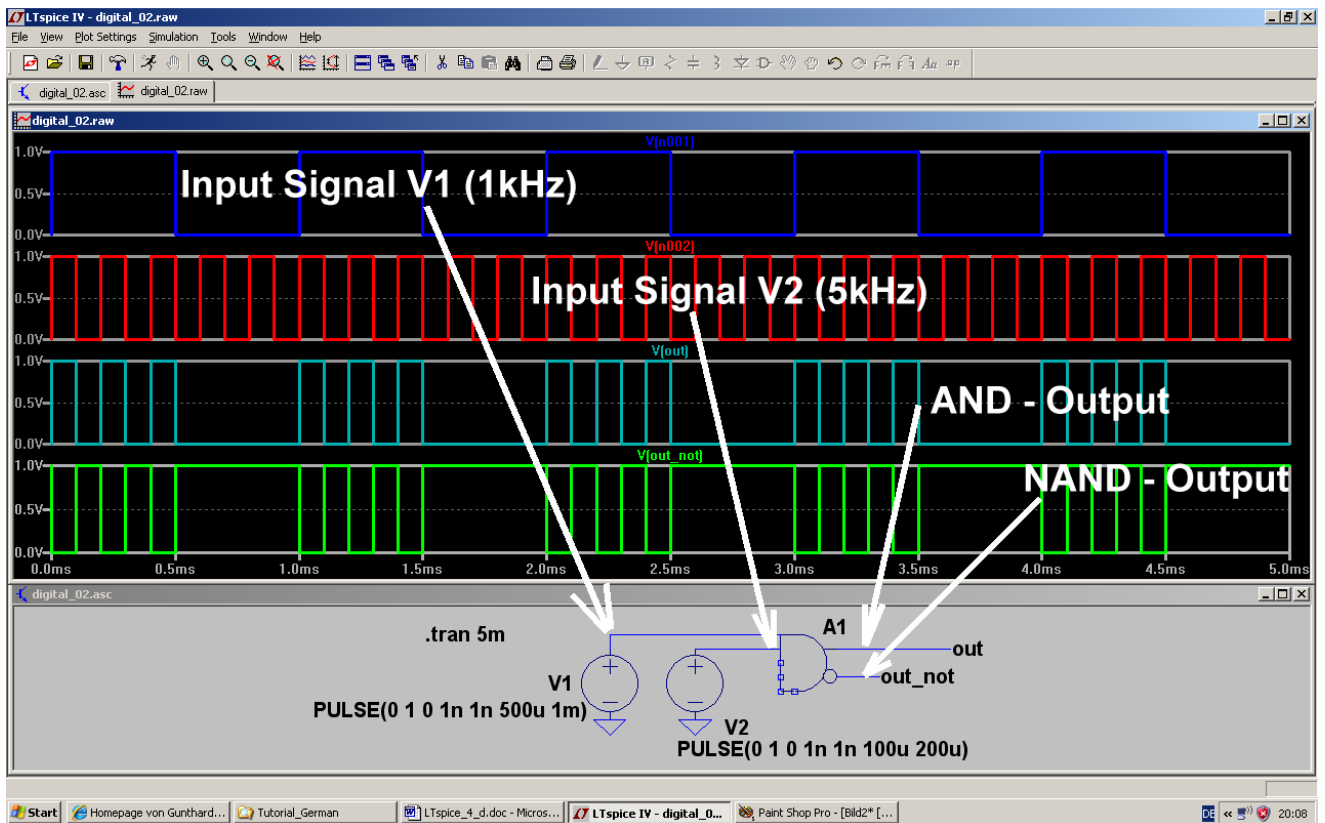 LTspice IV - digital_02.raw
File View Plot Settings Simulation Tools Window Help
digital_02.asc digital_02.raw
digital_02.raw
V(n001)
1.0V
0.5V
0.0V
Input Signal V1 (1kHz)
V(n002)
1.0V
0.5V
0.0V
Input Signal V2 (5kHz)
V(out)
1.0V
0.5V
0.0V
AND - Output
V(out_not)
1.0V
0.5V
0.0V
NAND - Output
0.0ms 0.5ms 1.0ms 1.5ms 2.0ms 2.5ms 3.0ms 3.5ms 4.0ms 4.5ms 5.0ms
digital_02.asc
.tran 5m
A1
out
out_not
V1
PULSE(0 1 0 1n 1n 500u 1m)
V2
PULSE(0 1 0 1n 1n 100u 200u)
Start Homepage von Gunthard... Tutorial_German LTspice_4_d.doc - Micros... LTspice IV - digital_0... Paint Shop Pro - [Bild2* [... DE 20:08